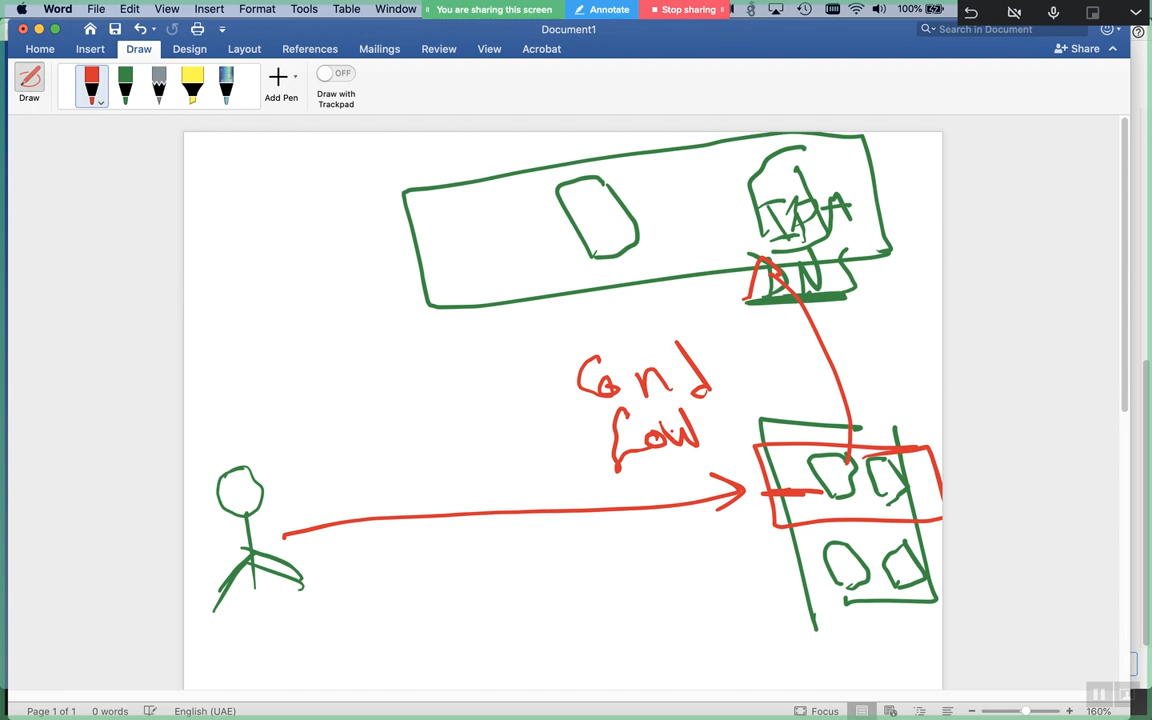 Word File Edit View Insert Format Tools Table Window You are sharing this screen Annotate Stop sharing 100%
Document1 Search in Document
Home Insert Draw Design Layout References Mailings Review View Acrobat Share
Draw Add Pen OFF
Draw with
Trackpad
IPA
DN
Page 1 of 1 0 words English (UAE) Focus 160%